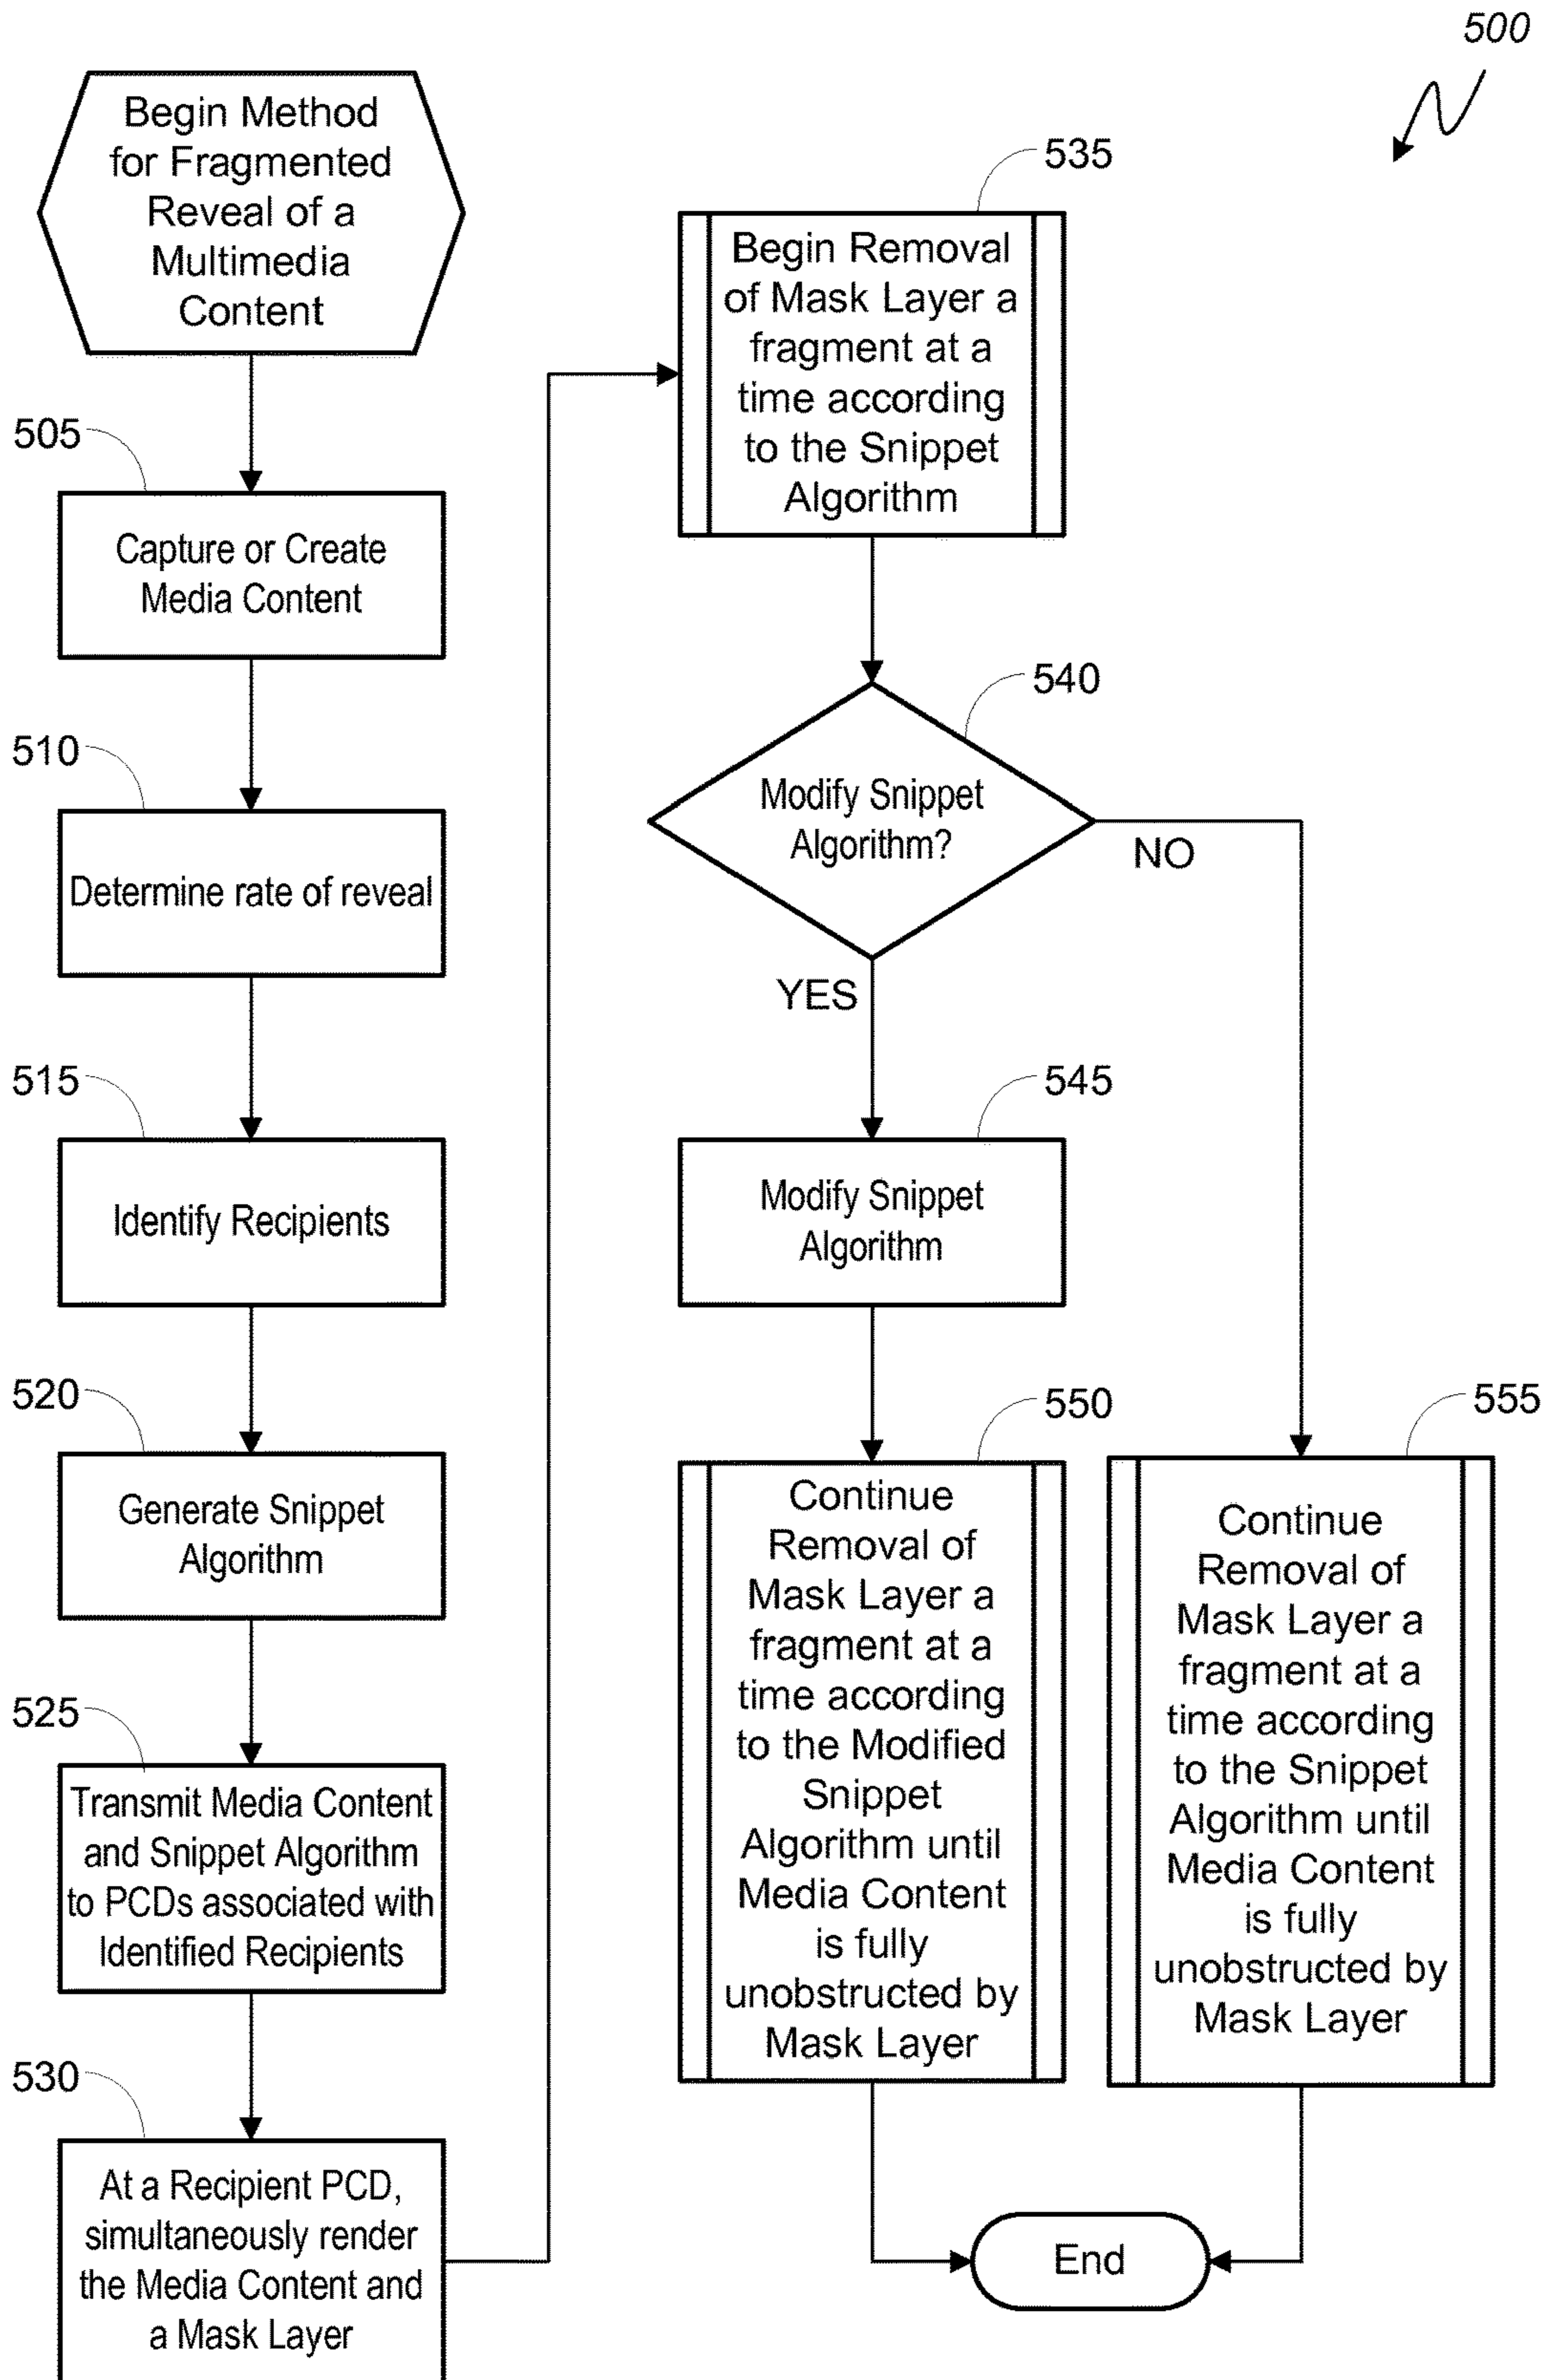 500
Begin Method
for Fragmented
Reveal of a
Multimedia
Content
505
Capture or Create
Media Content
510
Determine rate of reveal
515
Identify Recipients
520
Generate Snippet
Algorithm
525
Transmit Media Content
and Snippet Algorithm
to PCDs associated with
Identified Recipients
530
At a Recipient PCD,
simultaneously render
the Media Content and
a Mask Layer
535
Begin Removal
of Mask Layer a
fragment at a
time according
to the Snippet
Algorithm
540
Modify Snippet
Algorithm?
NO
YES
545
Modify Snippet
Algorithm
550
Continue
Removal of
Mask Layer a
fragment at a
time according
to the Modified
Snippet
Algorithm until
Media Content
is fully
unobstructed by
Mask Layer
555
Continue
Removal of
Mask Layer a
fragment at a
time according
to the Snippet
Algorithm until
Media Content
is fully
unobstructed by
Mask Layer
End